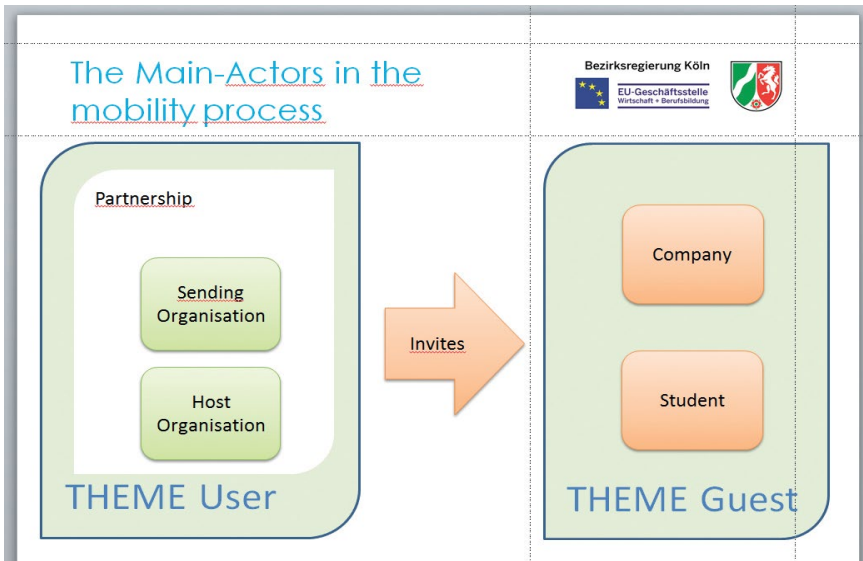 The Main-Actors in the
mobility process
Bezirksregierung Köln
EU-Geschäftsstelle
Wirtschaft + Berufsbildung
Partnership
Sending
Organisation
Host
Organisation
THEME User
Invites
Company
Student
THEME Guest